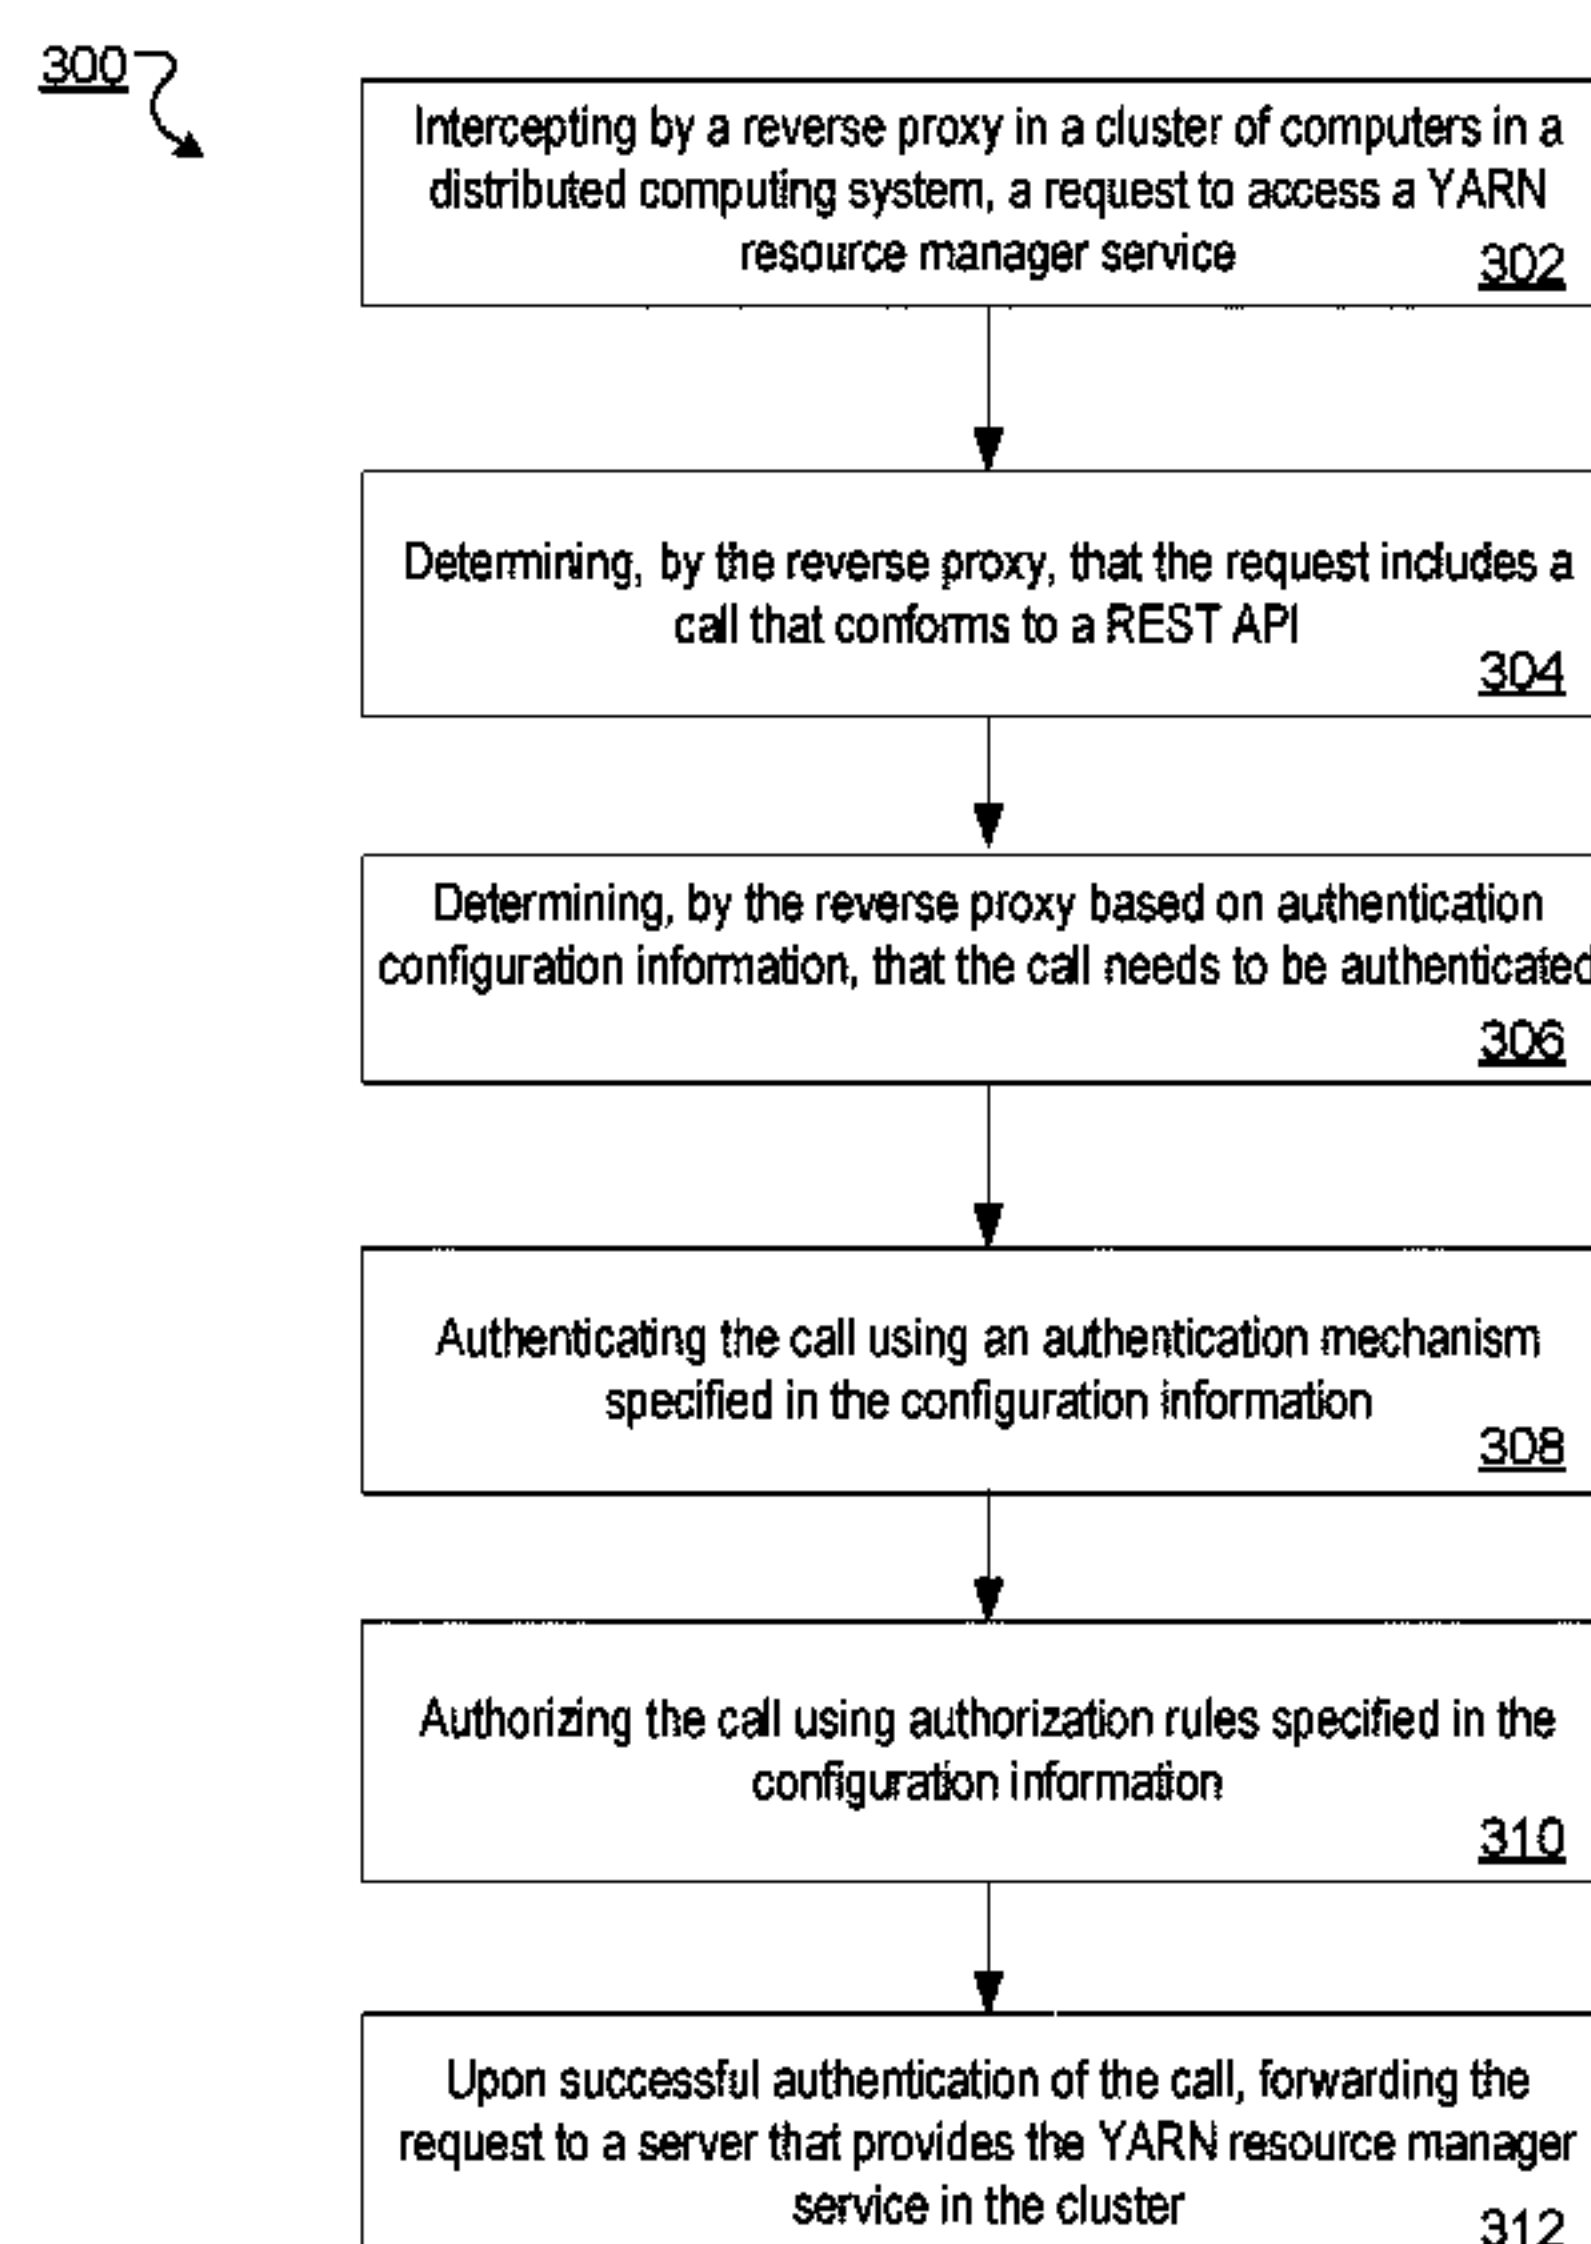 300
Intercepting by a reverse proxy in a cluster of computers in a
distributed computing system, a request to access a YARN
resource manager service
302
Determining, by the reverse proxy, that the request includes a
call that conforms to a REST API
304
Determining, by the reverse proxy based on authentication
configuration information, that the call needs to be authenticated
306
Authenticating the call using an authentication mechanism
specified in the configuration information
308
Authorizing the call using authorization rules specified in the
configuration information
310
Upon successful authentication of the call, forwarding the
request to a server that provides the YARN resource manager
service in the cluster
312